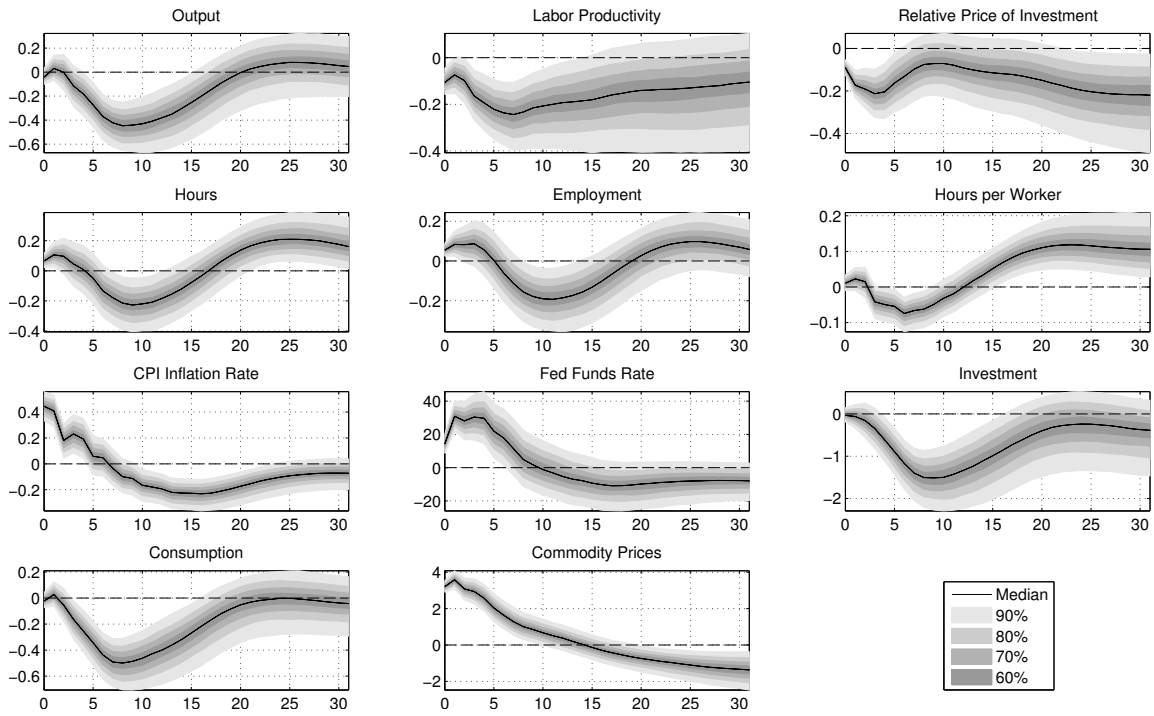 Output
Labor Productivity
Relative Price of Investment
0.2
0
−0.2
−0.4
−0.6
0 5 10 15 20 25 30
0
−0.2
−0.4
0 5 10 15 20 25 30
0
−0.2
−0.4
0 5 10 15 20 25 30
Hours
Employment
Hours per Worker
0.2
0
−0.2
−0.4
0 5 10 15 20 25 30
0.2
0
−0.2
0 5 10 15 20 25 30
0.2
0.1
0
−0.1
0 5 10 15 20 25 30
CPI Inflation Rate
Fed Funds Rate
Investment
0.4
0.2
0
−0.2
0 5 10 15 20 25 30
40
20
0
−20
0 5 10 15 20 25 30
0
−1
−2
0 5 10 15 20 25 30
Consumption
Commodity Prices
0.2
0
−0.2
−0.4
−0.6
0 5 10 15 20 25 30
4
2
0
−2
0 5 10 15 20 25 30
Median
90%
80%
70%
60%